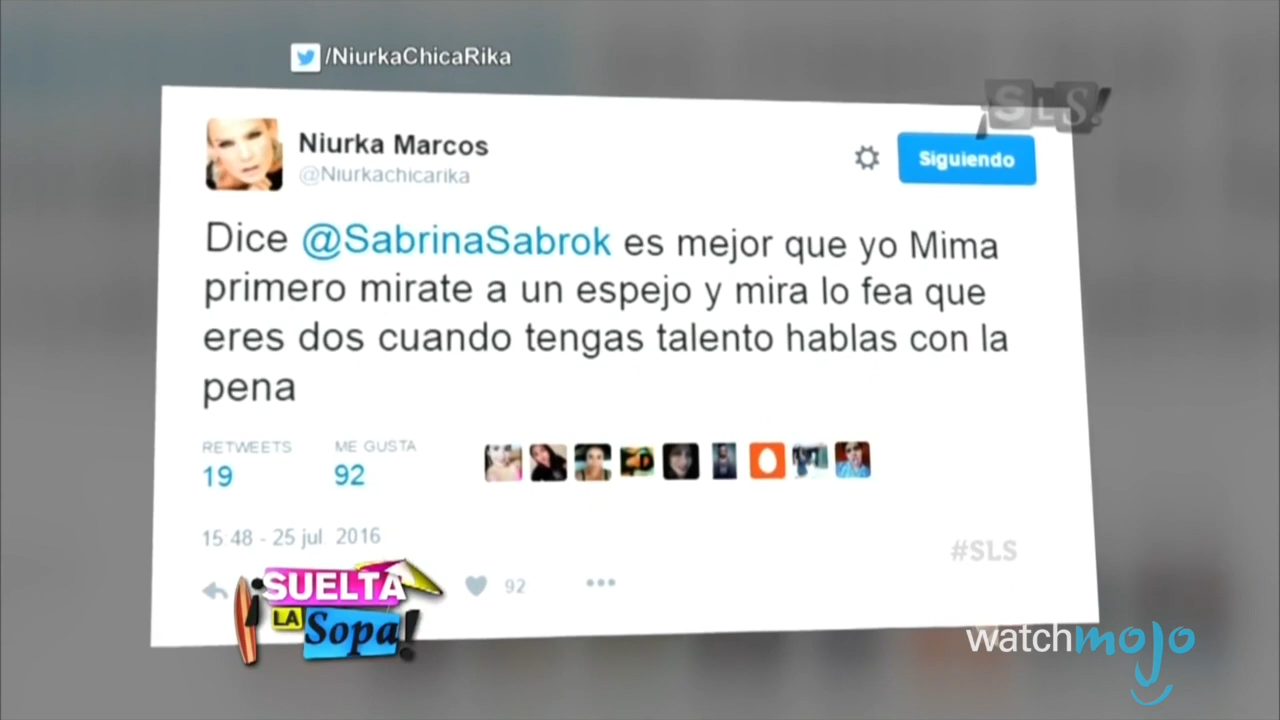 /NiurkaChicaRika
¡SLS!
Niurka Marcos
@Niurkachicarika
Siguiendo
Dice @SabrinaSabrok es mejor que yo Mima
primero mirate a un espejo y mira lo fea que
eres dos cuando tengas talento hablas con la
pena
RETWEETS ME GUSTA
19 92
15:48 - 25 jul. 2016
#SLS
92
¡SUELTA
LA
Sopa!
watchmojo